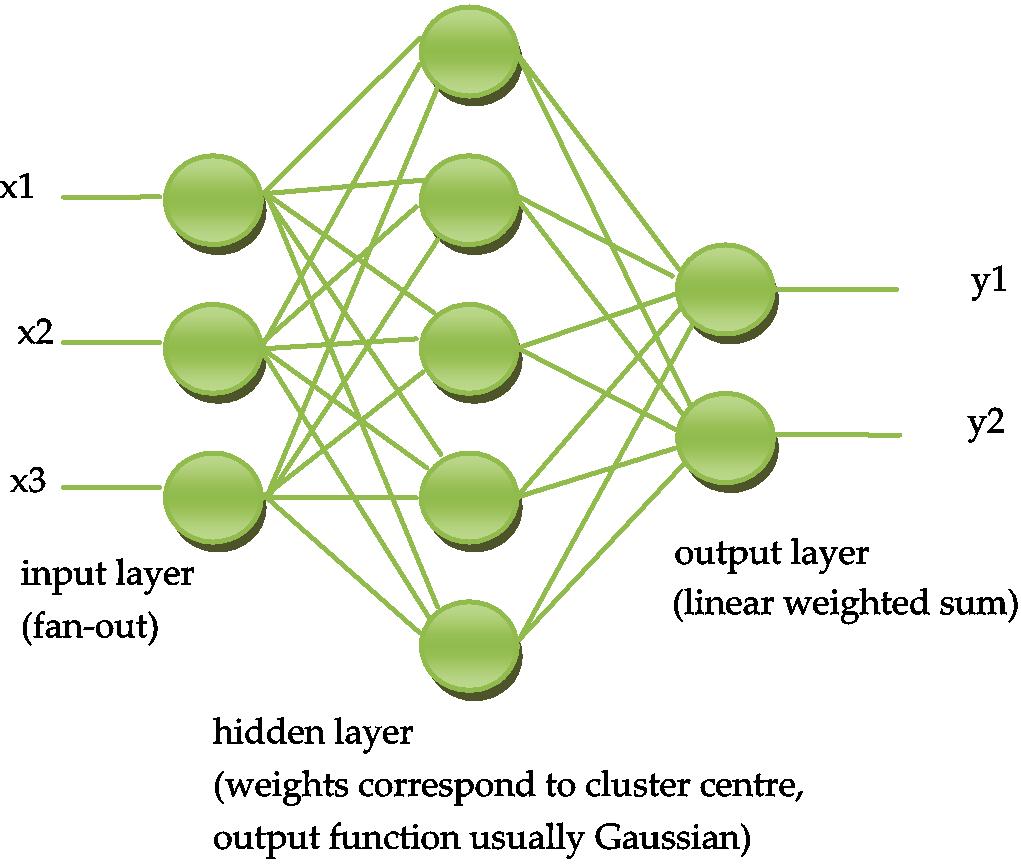 x1
x2
x3
y1
y2
input layer
(fan-out)
output layer
(linear weighted sum)
hidden layer
(weights correspond to cluster centre,
output function usually Gaussian)